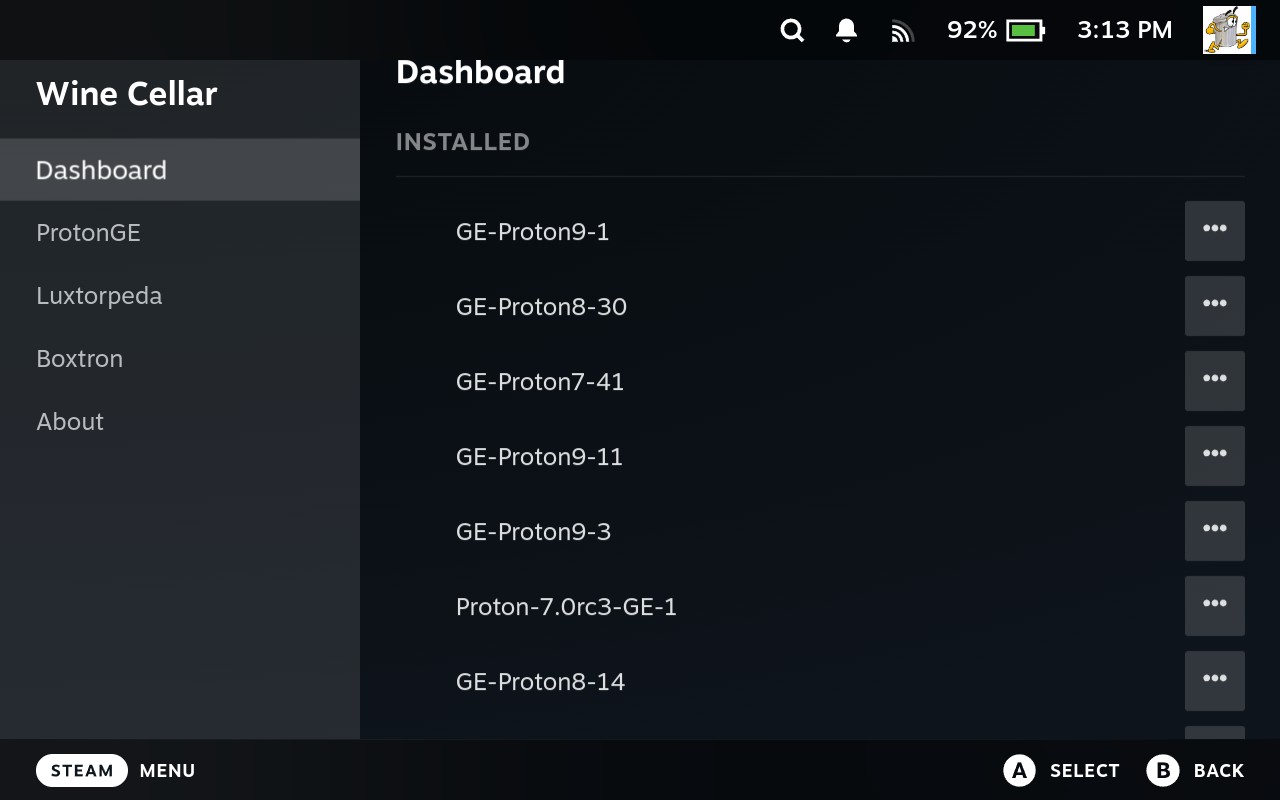 92%
3:13 PM
Wine Cellar
Dashboard
ProtonGE
Luxtorpeda
Boxtron
About
Dashboard
INSTALLED
GE-Proton9-1
GE-Proton8-30
GE-Proton7-41
GE-Proton9-11
GE-Proton9-3
Proton-7.0rc3-GE-1
GE-Proton8-14
STEAM MENU
A SELECT B BACK